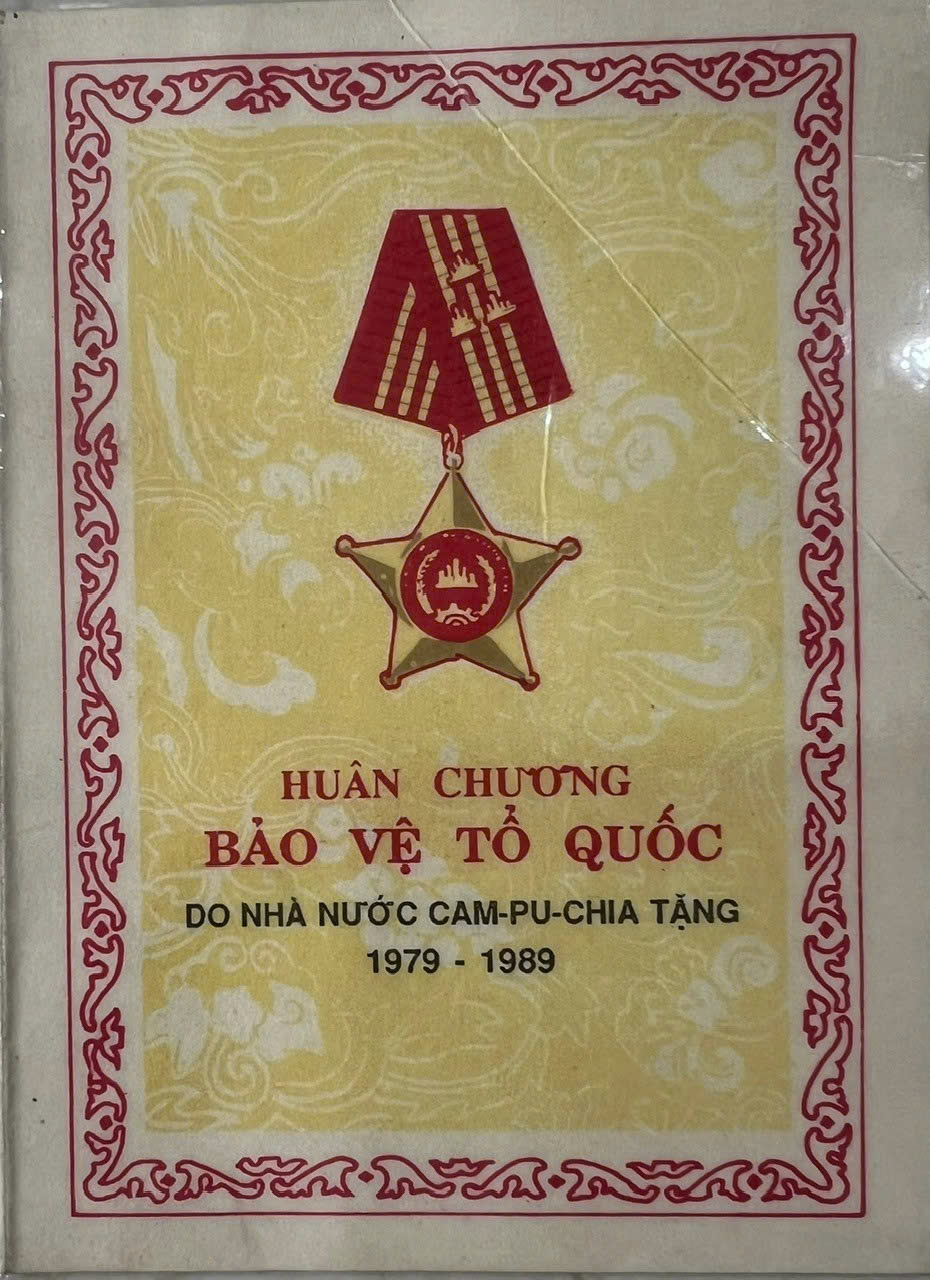 HUÂN CHƯƠNG
BẢO VỆ TỔ QUỐC
DO NHÀ NƯỚC CAM-PU-CHIA TẶNG
1979 - 1989